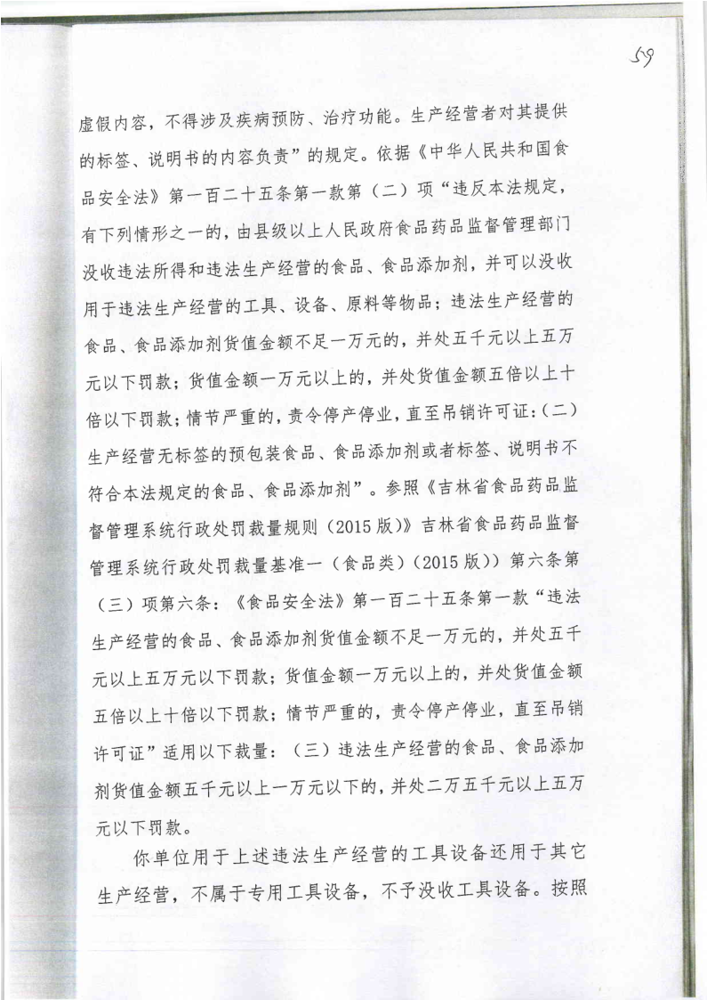 59
虚假内容，不得涉及疾病预防、治疗功能。生产经营者对其提供
的标签、说明书的内容负责”的规定。依据《中华人民共和国食
品安全法》第一百二十五条第一款第（二）项“违反本法规定，
有下列情形之一的，由县级以上人民政府食品药品监督管理部门
没收违法所得和违法生产经营的食品、食品添加剂，并可以没收
用于违法生产经营的工具、设备、原料等物品；违法生产经营的
食品、食品添加剂货值金额不足一万元的，并处五千元以上五万
元以下罚款；货值金额一万元以上的，并处货值金额五倍以上十
倍以下罚款；情节严重的，责令停产停业，直至吊销许可证：（二）
生产经营无标签的预包装食品、食品添加剂或者标签、说明书不
符合本法规定的食品、食品添加剂”。参照《吉林省食品药品监
督管理系统行政处罚裁量规则（2015 版）》吉林省食品药品监督
管理系统行政处罚裁量基准一（食品类）（2015 版））第六条第
（三）项第六条：《食品安全法》第一百二十五条第一款“违法
生产经营的食品、食品添加剂货值金额不足一万元的，并处五千
元以上五万元以下罚款；货值金额一万元以上的，并处货值金额
五倍以上十倍以下罚款；情节严重的，责令停产停业，直至吊销
许可证”适用以下裁量：（三）违法生产经营的食品、食品添加
剂货值金额五千元以上一万元以下的，并处二万五千元以上五万
元以下罚款。
你单位用于上述违法生产经营的工具设备还用于其它
生产经营，不属于专用工具设备，不予没收工具设备。按照